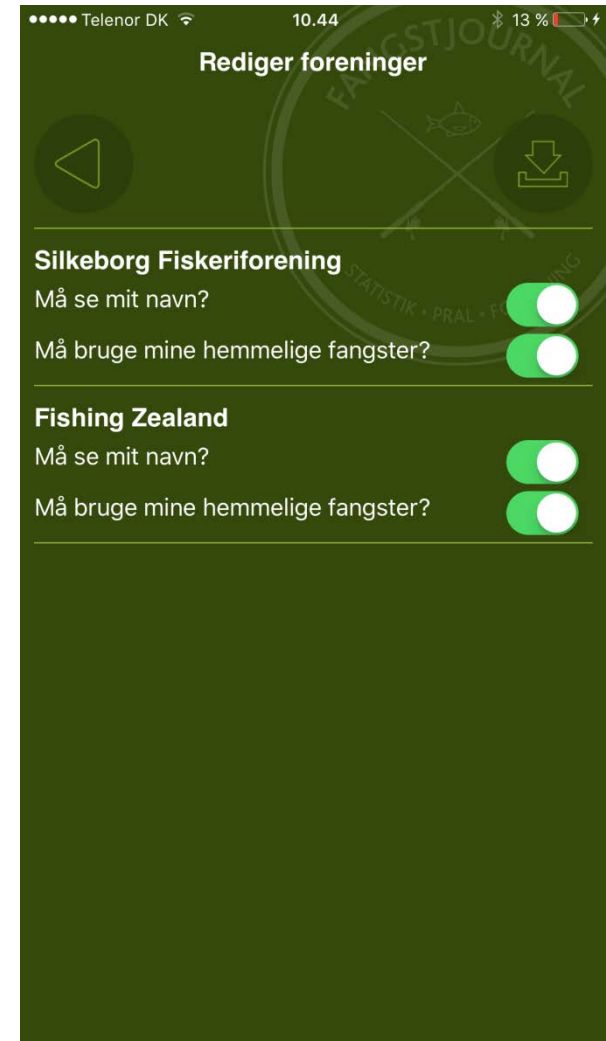 Telenor DK 10.44 13 %
Rediger foreninger
FANGSTJOURNAL
Silkeborg Fiskeriforening
STATISTIK • PRAL •
Må se mit navn?
Må bruge mine hemmelige fangster?
Fishing Zealand
Må se mit navn?
Må bruge mine hemmelige fangster?